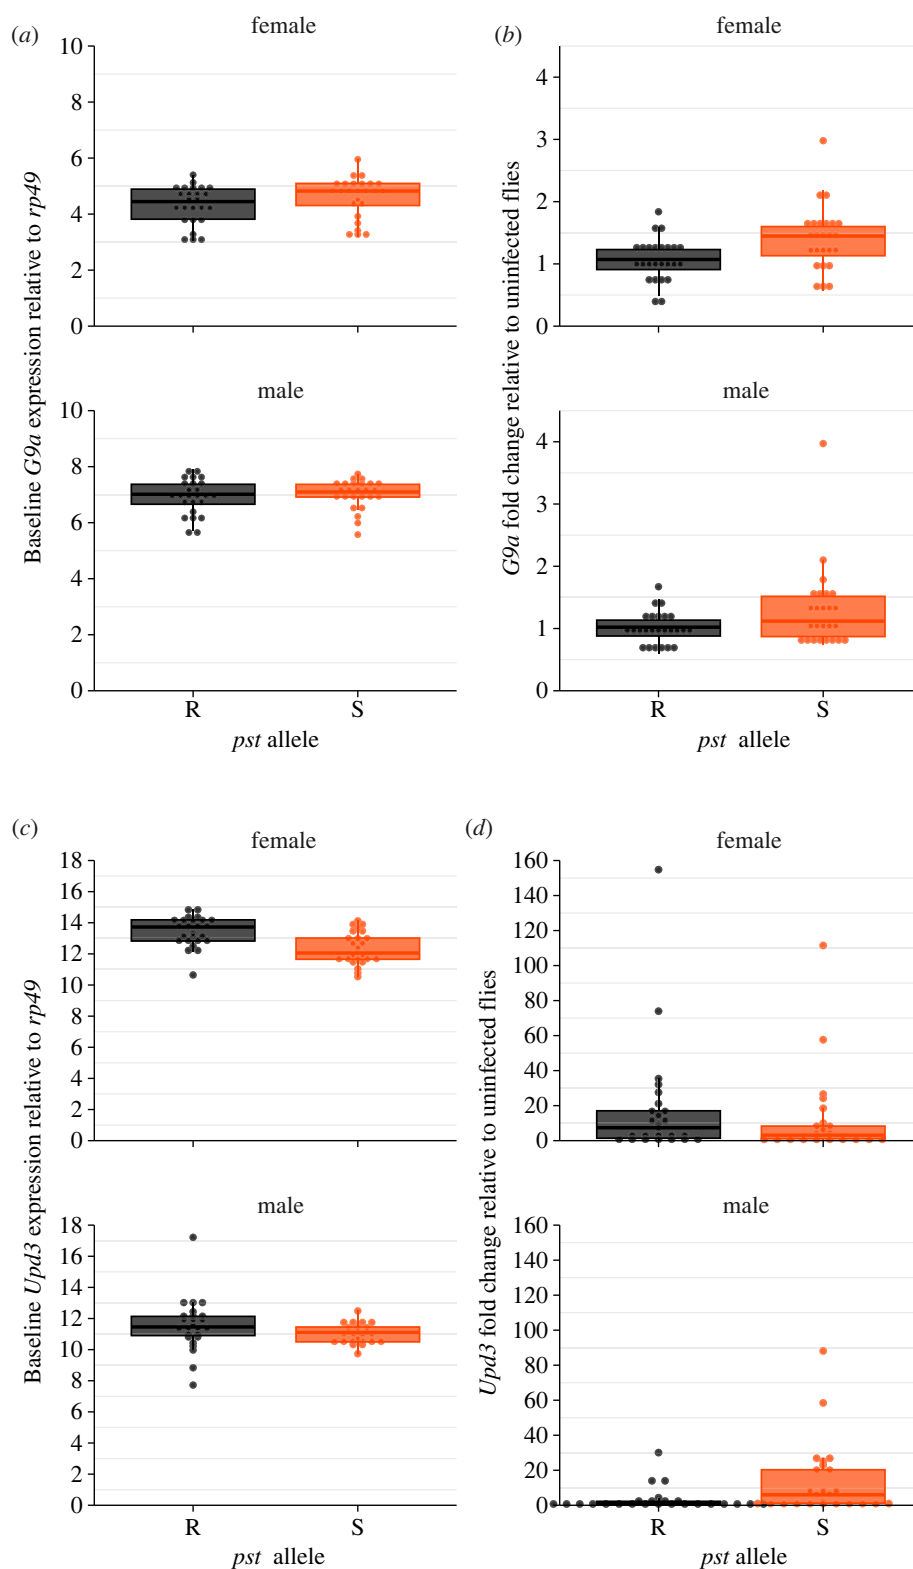 (a)
female
10
8
6
4
2
0
Baseline G9a expression relative to rp49
male
10
8
6
4
2
0
R
S
pst allele
(b)
female
4
3
2
1
0
G9a fold change relative to uninfected flies
male
4
3
2
1
0
R
S
pst allele
(c)
female
18
16
14
12
10
8
6
4
2
0
Baseline Upd3 expression relative to rp49
male
18
16
14
12
10
8
6
4
2
0
R
S
pst allele
(d)
female
160
140
120
100
80
60
40
20
0
Upd3 fold change relative to uninfected flies
male
160
140
120
100
80
60
40
20
0
R
S
pst allele